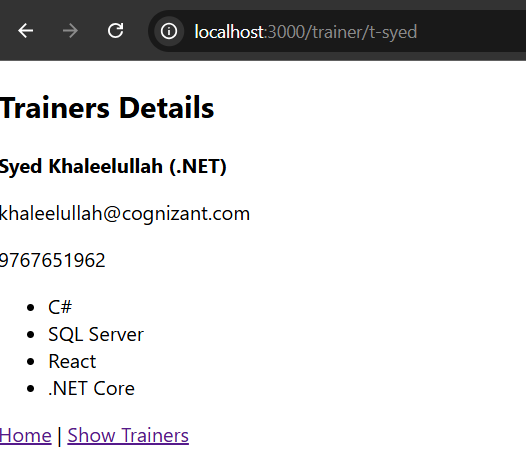 localhost:3000/trainer/t-syed
Trainers Details
Syed Khaleelullah (.NET)
khaleelullah@cognizant.com
9767651962
• C#
• SQL Server
• React
• .NET Core
Home | Show Trainers